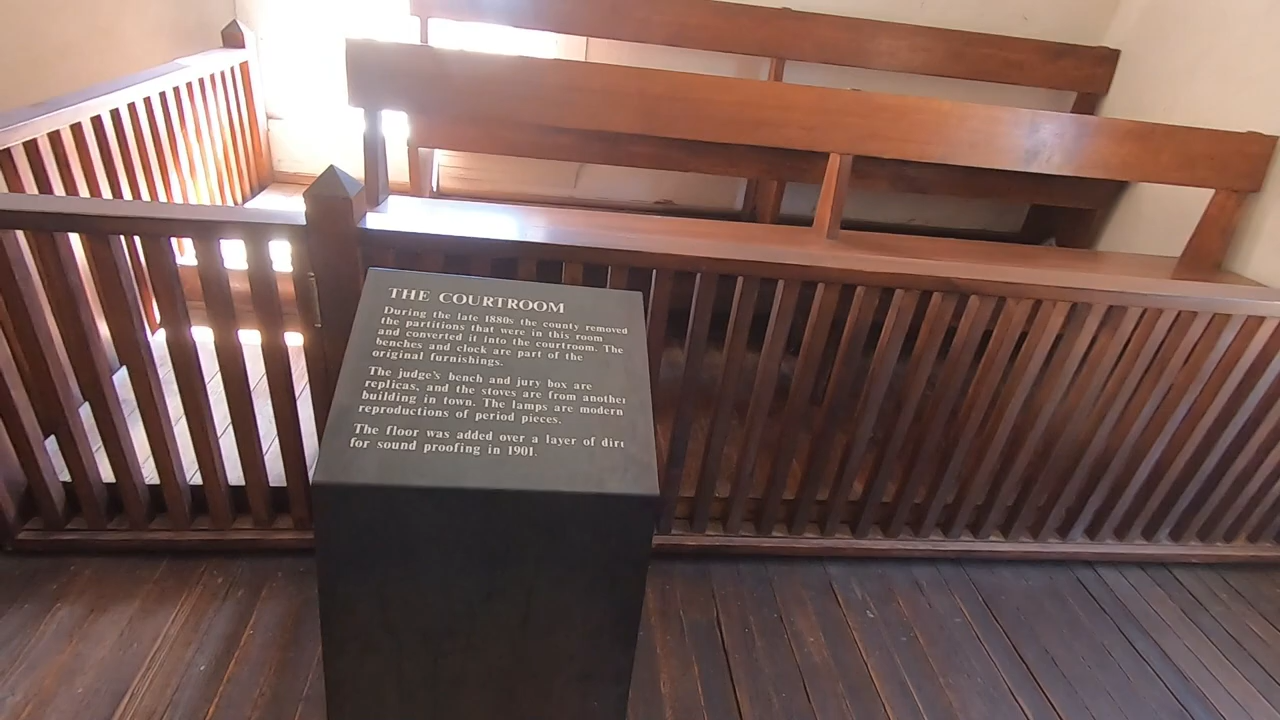 THE COURTROOM
During the late 1880s the county removed
the partitions that were in this room
and converted it into the courtroom. The
benches and clock are part of the
original furnishings.
The judge's bench and jury box are
replicas, and the stoves are from another
building in town. The lamps are modern
reproductions of period pieces.
The floor was added over a layer of dirt
for sound proofing in 1901.